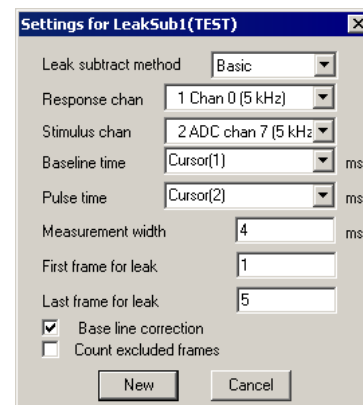 Settings for LeakSub1(TEST)
Leak subtract method Basic
Response chan 1 Chan 0 (5 kHz)
Stimulus chan 2 ADC chan 7 (5 kHz
Baseline time Cursor(1) ms
Pulse time Cursor(2) ms
Measurement width 4 ms
First frame for leak 1
Last frame for leak 5
Base line correction
Count excluded frames
New Cancel